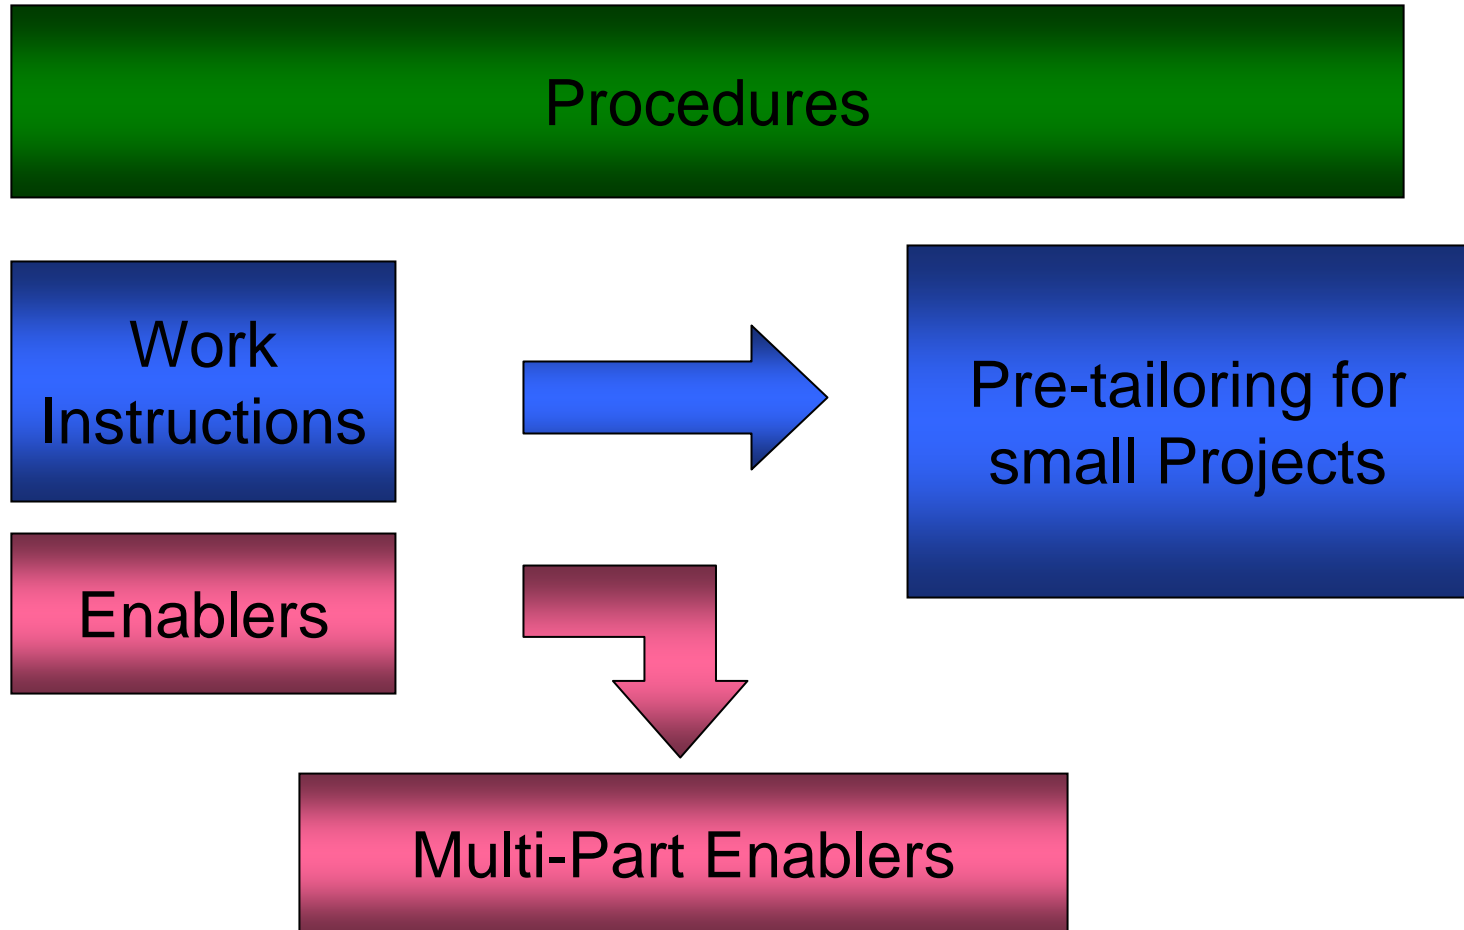 Procedures
Work
Instructions
Pre-tailoring for
small Projects
Enablers
Multi-Part Enablers